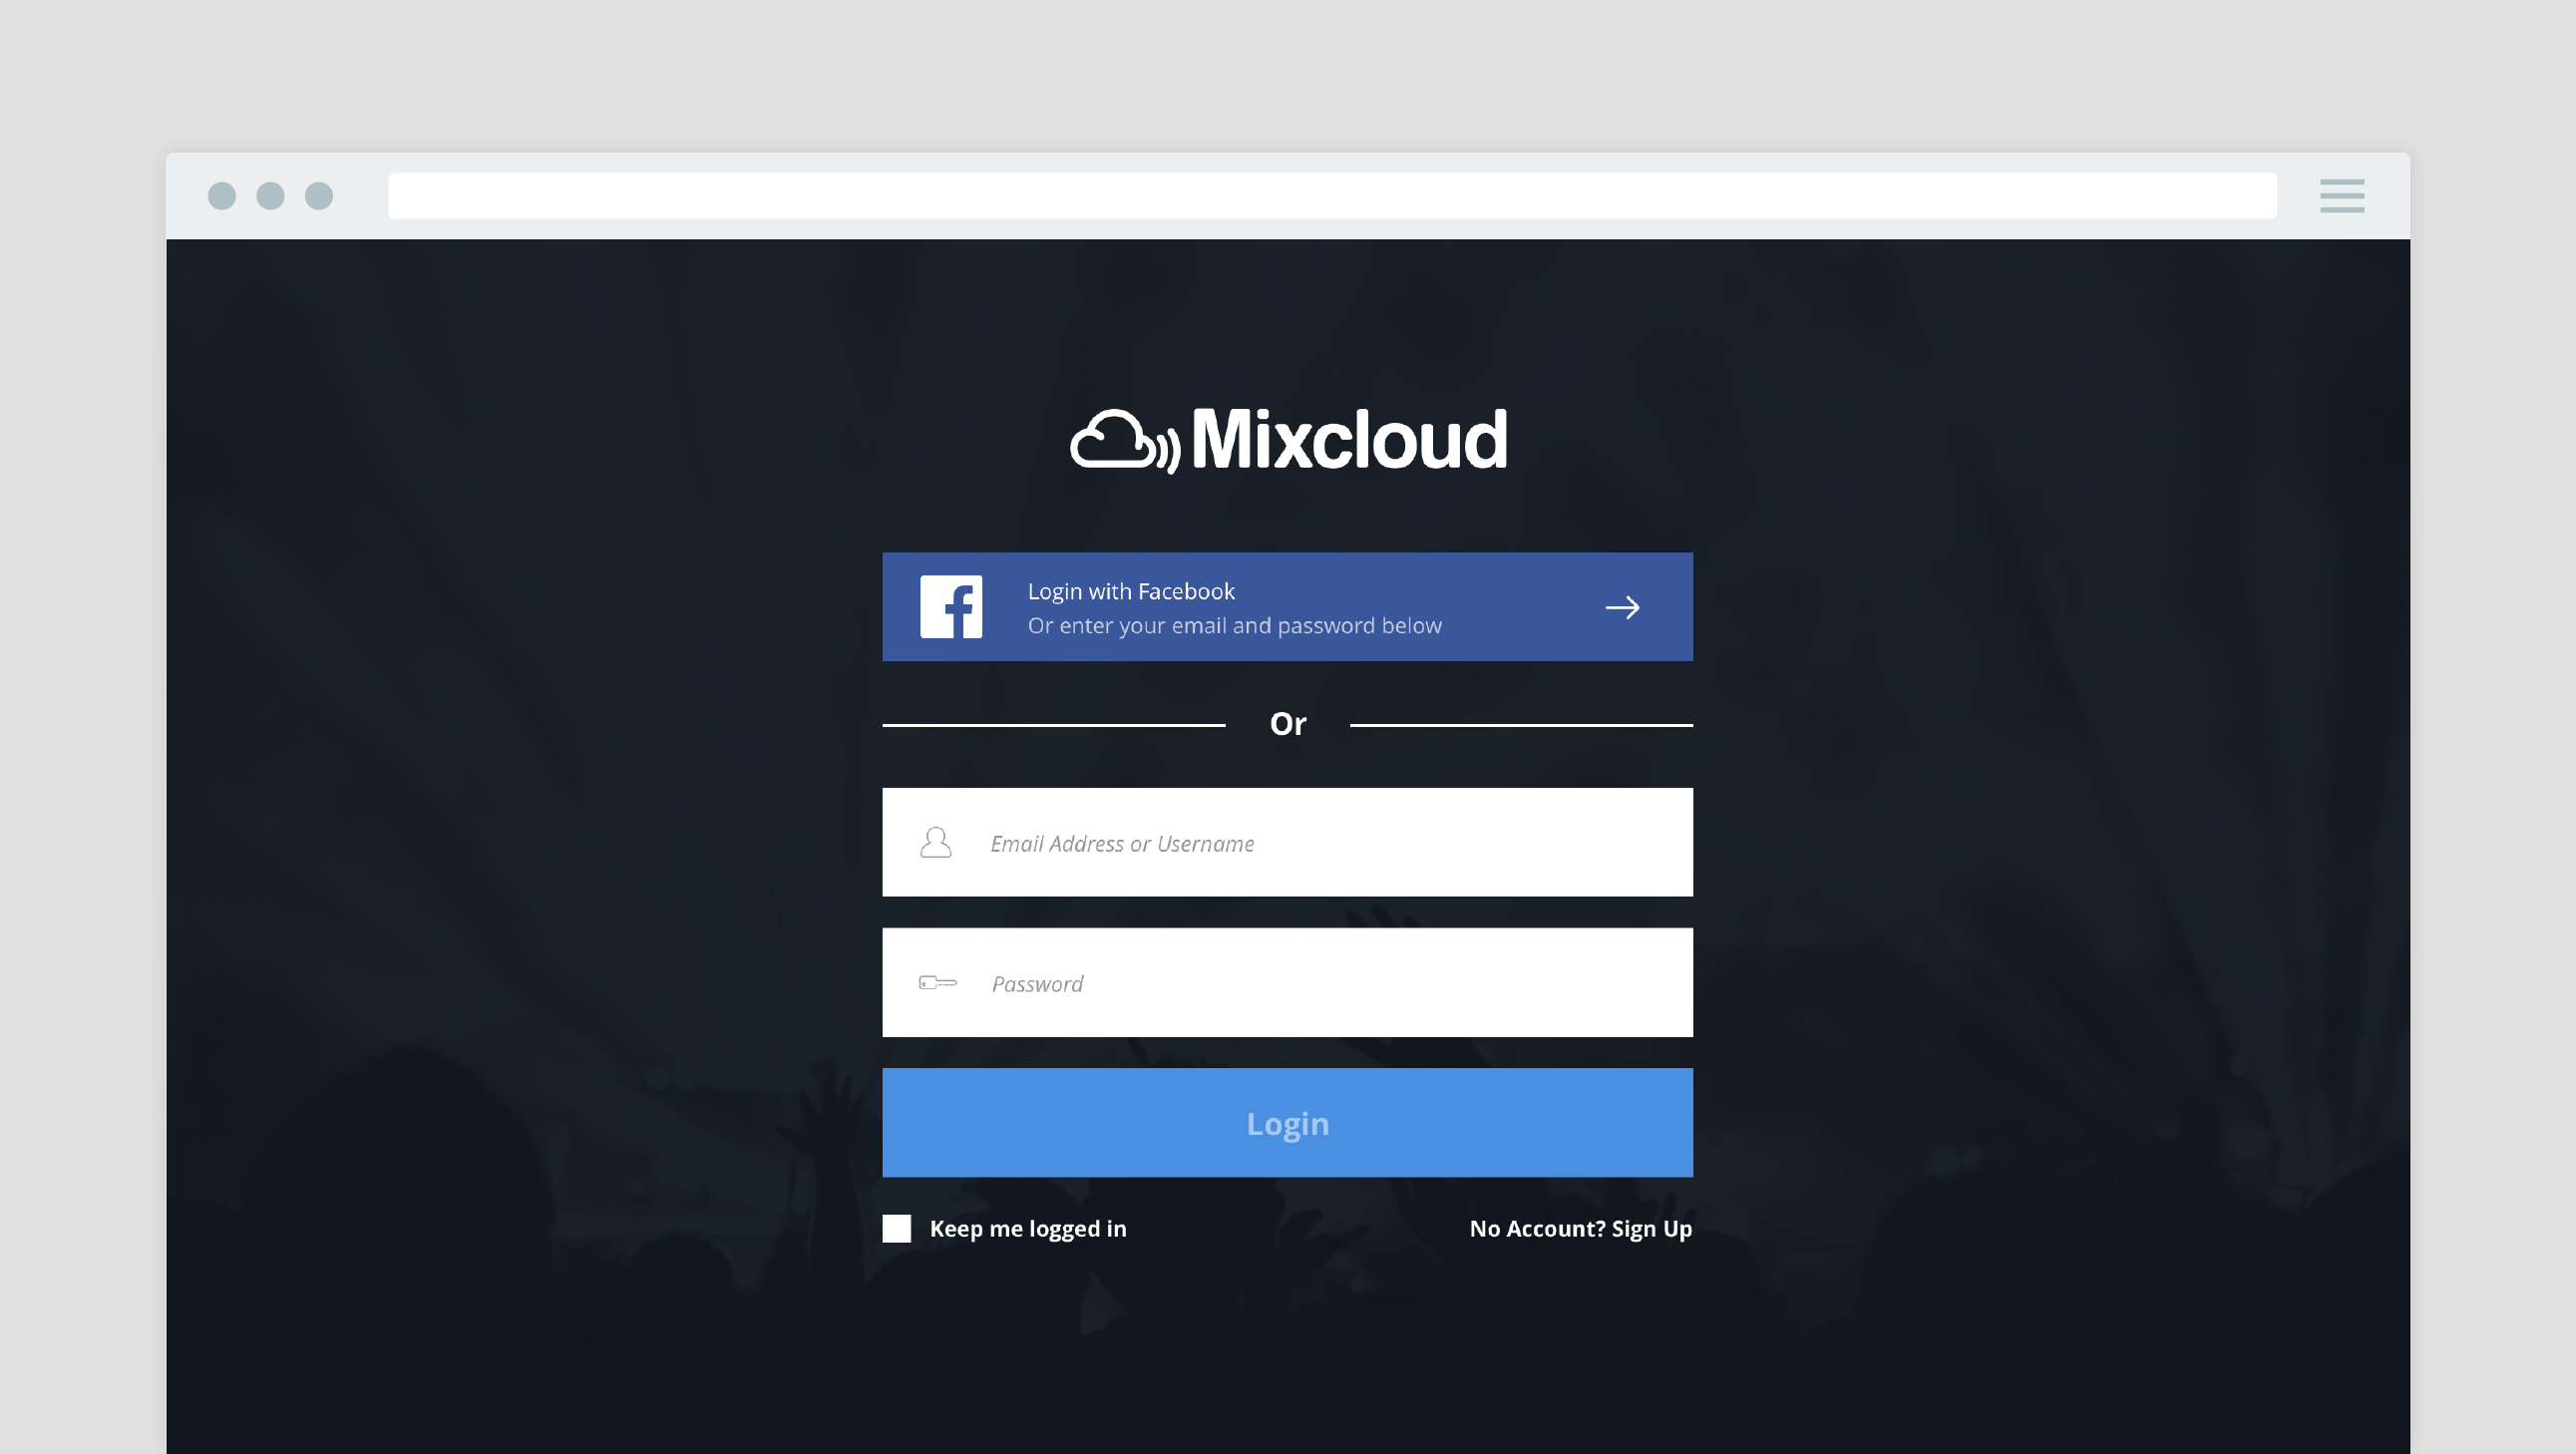 Mixcloud
Login with Facebook
Or enter your email and password below
Or
Email Address or Username
Password
Login
Keep me logged in
No Account? Sign Up